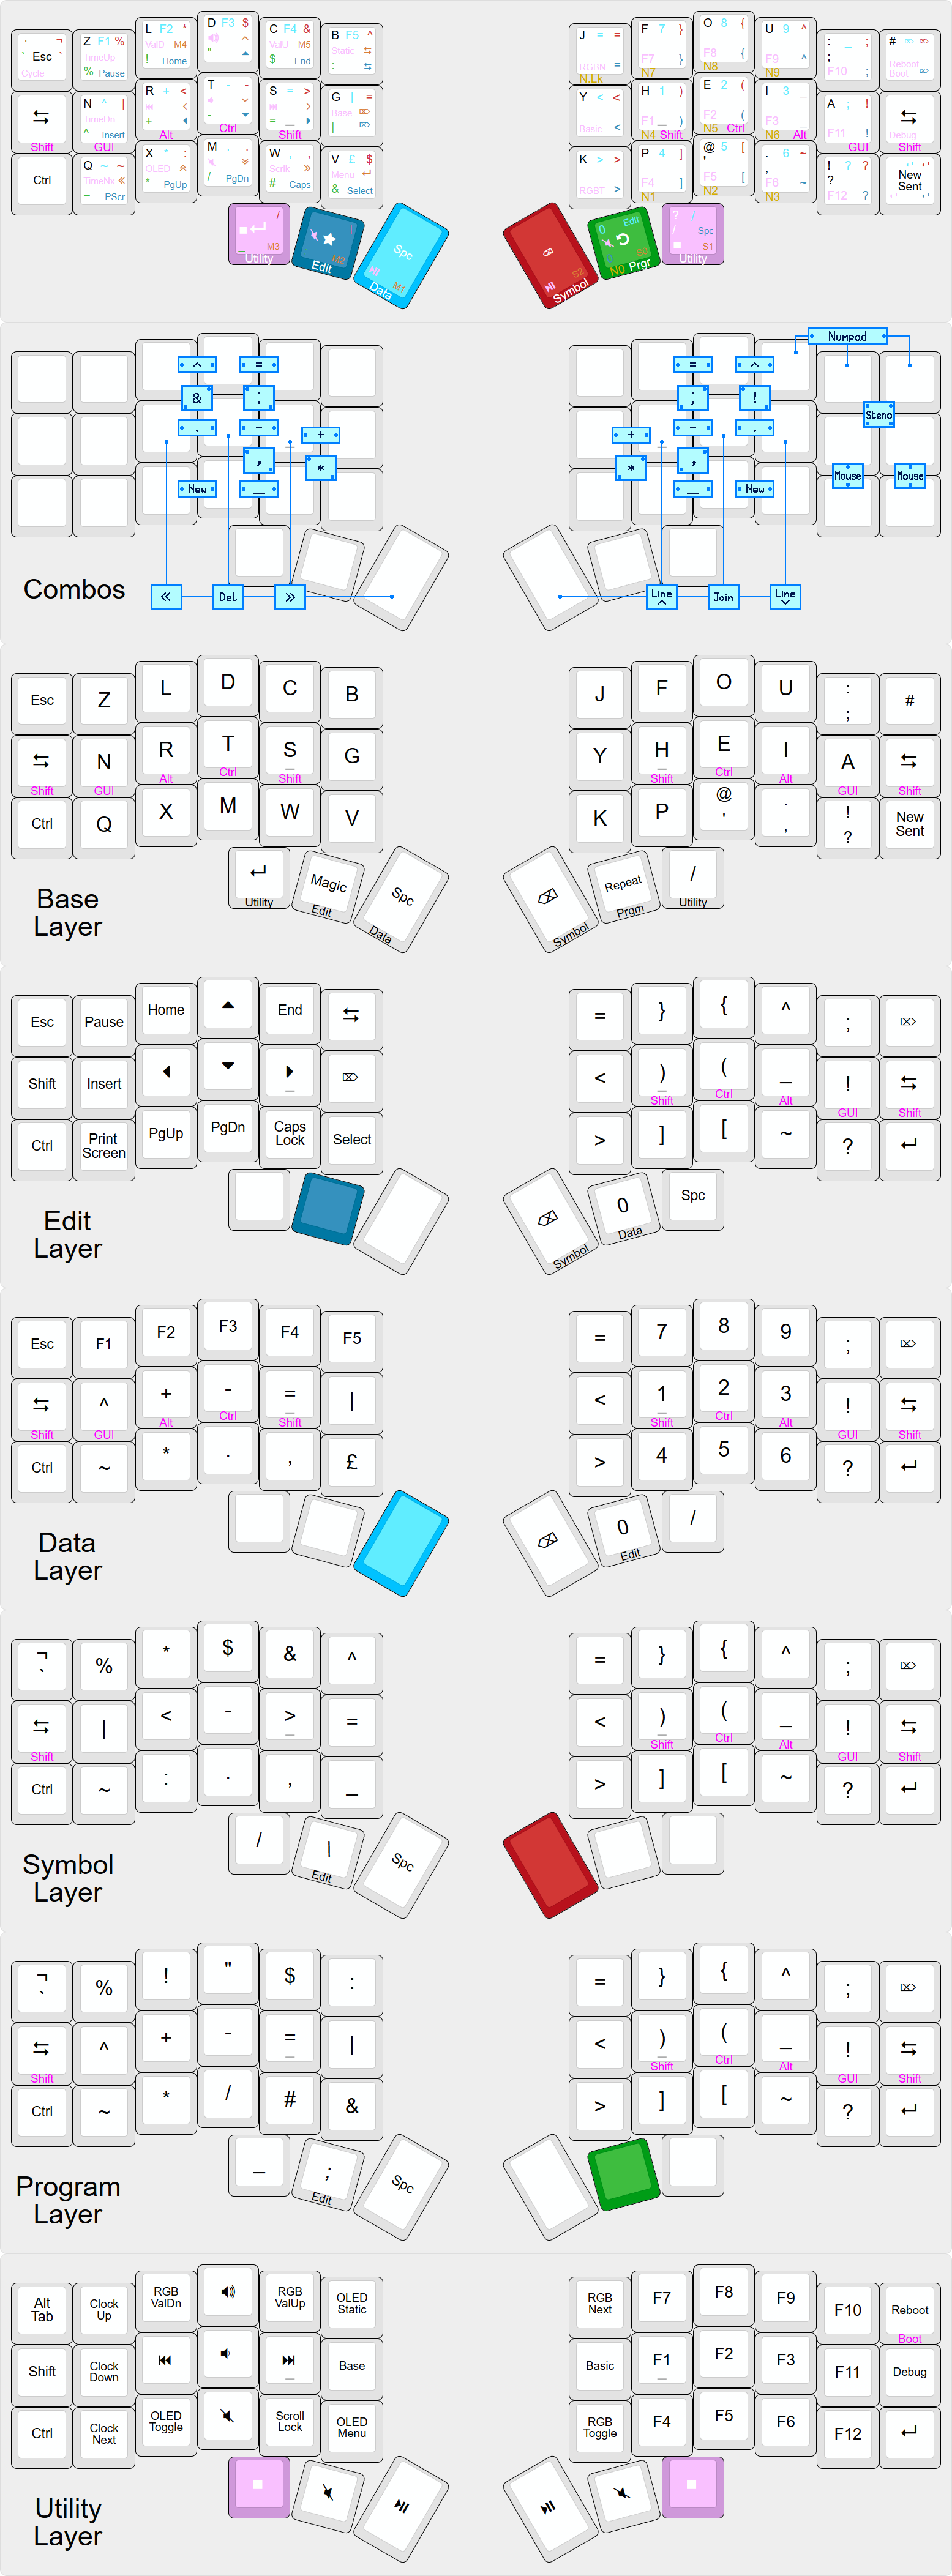 ¬ ¬ Z F1 % L F2 * D F3 $ C F4 & B F5 ^
Esc TimeUp ValD M4 ^ ValU M5 Static
Cycle % Pause ! Home " $ End :
J = = F 7 } O 8 { U 9 ^ : _ ; #
RGBN = F7 } F8 { F9 ^ ; F10 ; Reboot
N.Lk N7 N8 N9 Boot
N ^ | R + < T - - S = > G | =
TimeDn Base
^ Insert + - = _ |
Shift GUI Alt Ctrl Shift
Y < < H 1 ) E 2 ( I 3 _ A ; !
Basic < F1 _ ) F2 ( F3 _ F11 ! Debug
N4 Shift N5 Ctrl N6 Alt GUI Shift
Ctrl Q ~ ~ X * : M . . W , , V £ $
TimeNx OLED Scrlk Menu
~ PScr * PgUp / PgDn # Caps & Select
K > > P 4 ] @ 5 [ . 6 ~ ! ? ? New
RGBT > F4 ] ' F5 [ , F6 ~ ? F12 ? Sent
N1 N2 N3
/ _ M3 Utility
M2 Edit
Spc M1 Data
S2 Symbol
0 Edit 0 N0 Prgr
? / / Spc S1 Utility
Numpad
^ = = ^
& : ; ! Steno
. - + + - .
, * * , Mouse Mouse
New _ _ New
Combos « Del » Line ^ Join Line
Esc Z L D C B J F O U : ; #
N R T S G Y H E I A
Shift GUI Alt Ctrl Shift Shift Ctrl Alt GUI Shift
Ctrl Q X M W V K P @ ' . , ! ? New Sent
↵ Magic Spc ⌫ Repeat /
Utility Edit Data Symbol Prgm Utility
Base
Layer
Esc Pause Home ▲ End ⇆ = } { ^ ; ⌦
Shift Insert ◀ ▼ ▶ ⌦ < ) ( _ ! ⇆
Shift Ctrl Alt GUI Shift
Ctrl Print Screen PgUp PgDn Caps Lock Select > ] [ ~ ? ↵
⌫ 0 Spc
Symbol Data
Edit
Layer
Esc F1 F2 F3 F4 F5 = 7 8 9 ; ⌦
⇆ ^ + - = | < 1 2 3 ! ⇆
Shift GUI Alt Ctrl Shift Shift Ctrl Alt GUI Shift
Ctrl ~ * . , £ > 4 5 6 ? ↵
⌫ 0 /
Edit
Data
Layer
¬ ` % * $ & ^ = } { ^ ; ⌦
⇆ | < - > = < ) ( _ ! ⇆
Shift Shift Ctrl Alt GUI Shift
Ctrl ~ : . , _ > ] [ ~ ? ↵
/ | Spc
Edit
Symbol
Layer
¬ ` % ! " $ : = } { ^ ; ⌦
⇆ ^ + - = | < ) ( _ ! ⇆
Shift Shift Ctrl Alt GUI Shift
Ctrl ~ * / # & > ] [ ~ ? ↵
_ ; Spc
Edit
Program
Layer
Alt Tab Clock Up RGB ValDn RGB ValUp OLED Static RGB Next F7 F8 F9 F10 Reboot
Boot
Shift Clock Down Base Basic F1 F2 F3 F11 Debug
Ctrl Clock Next OLED Toggle Scroll Lock OLED Menu RGB Toggle F4 F5 F6 F12 ↵
Utility
Layer